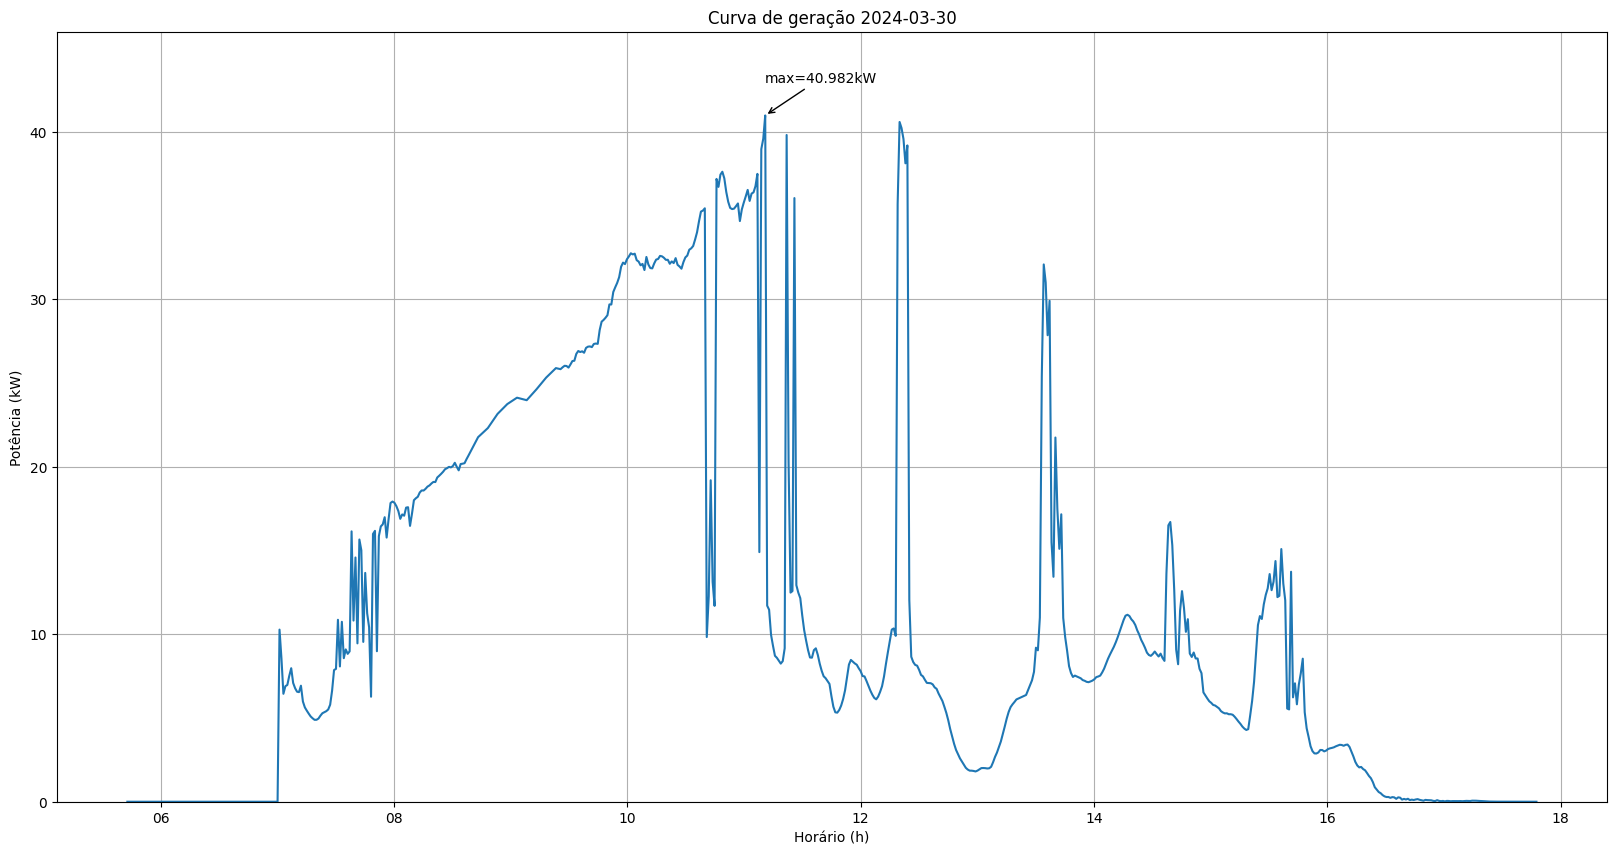 Curva de geração 2024-03-30
max=40.982kW
Potência (kW)
40
30
20
10
0
06 08 10 12 14 16 18
Horário (h)